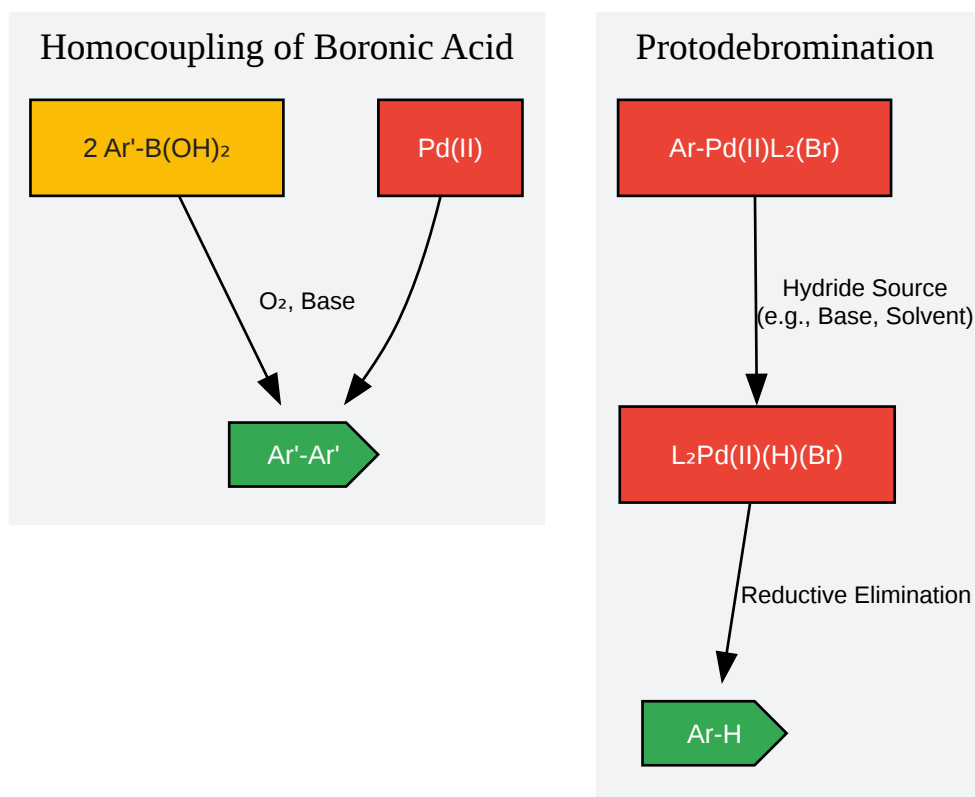 Homocoupling of Boronic Acid
2 Ar'-B(OH)₂
Pd(II)
O₂, Base
Ar'-Ar'
Protodebromination
Ar-Pd(II)L₂(Br)
Hydride Source
(e.g., Base, Solvent)
L₂Pd(II)(H)(Br)
Reductive Elimination
Ar-H